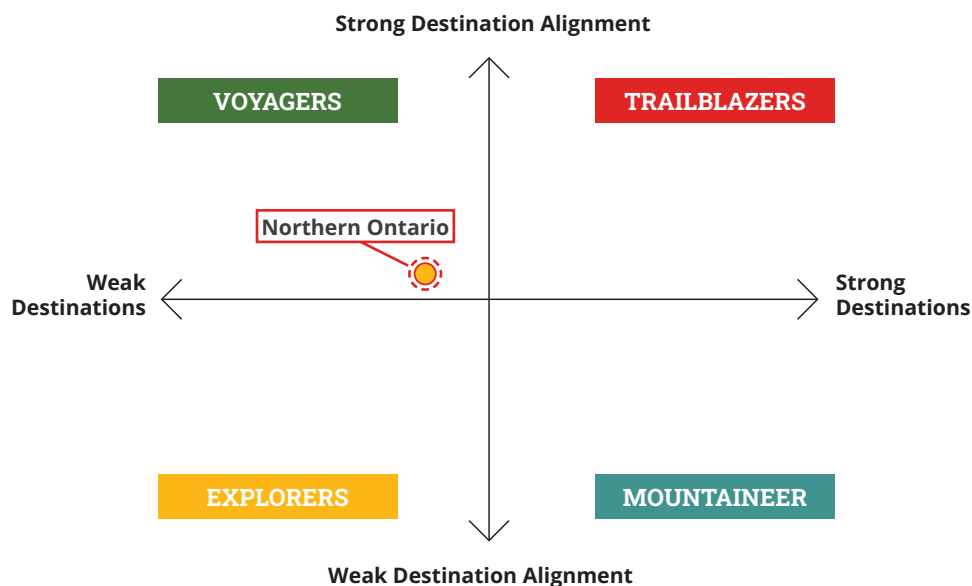 Strong Destination Alignment
VOYAGERS
TRAILBLAZERS
Northern Ontario
Weak
Destinations
Strong
Destinations
EXPLORERS
MOUNTAINEER
Weak Destination Alignment